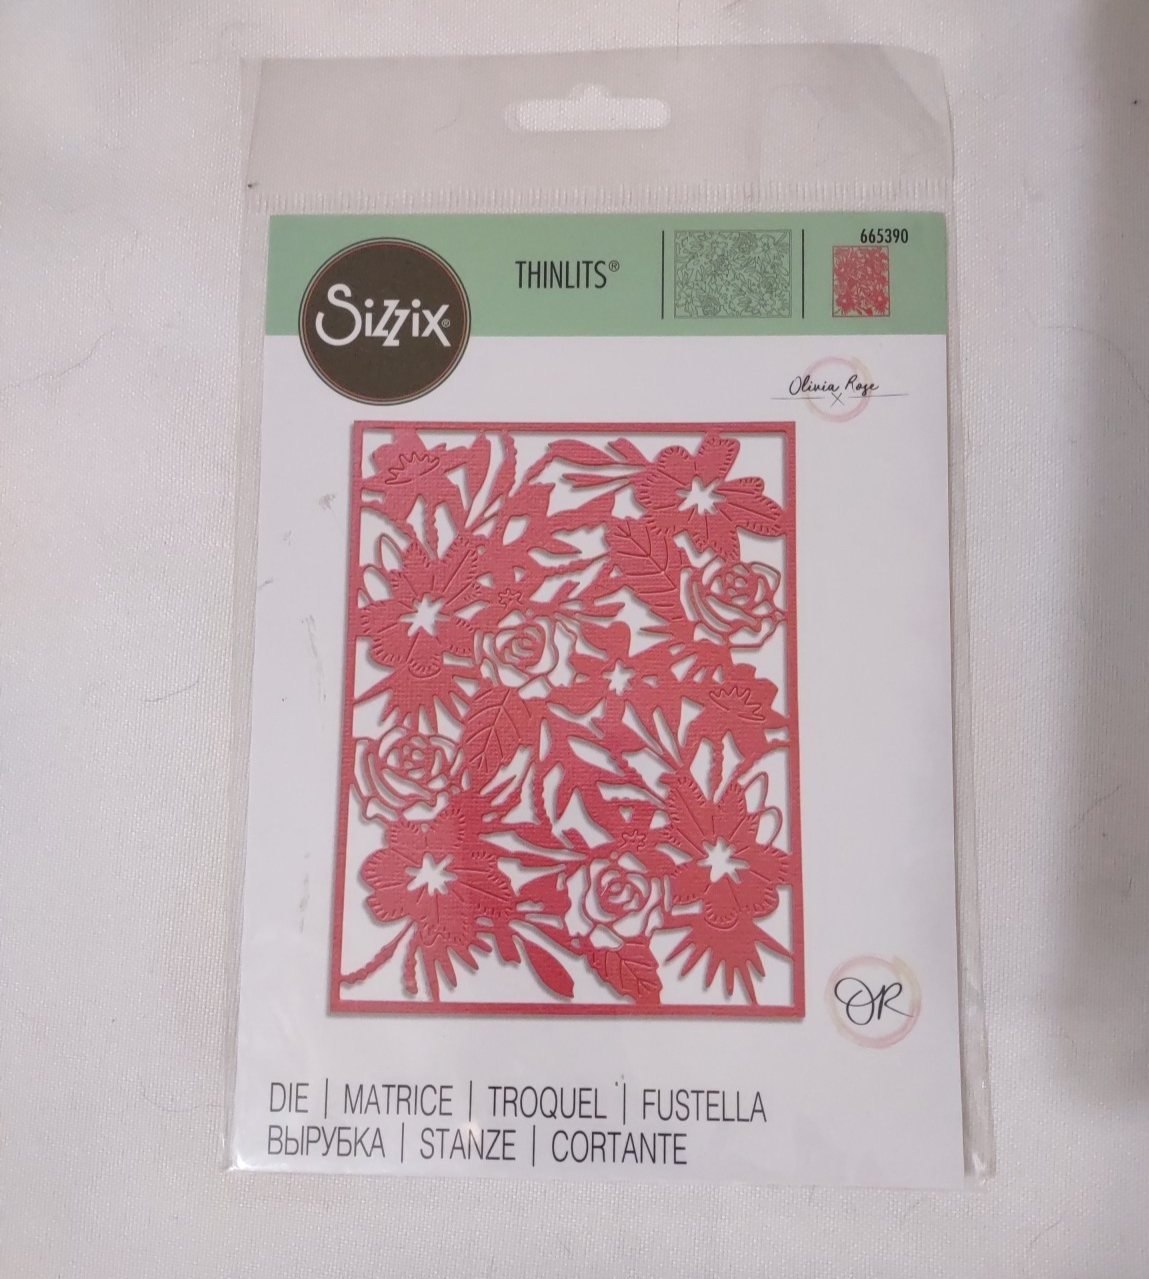 665390
THINLITS®
Sizzix®
Olivia Rose
OR
DIE | MATRICE | TROQUEL | FUSTELLA
ВЫРУБКА | STANZE | CORTANTE